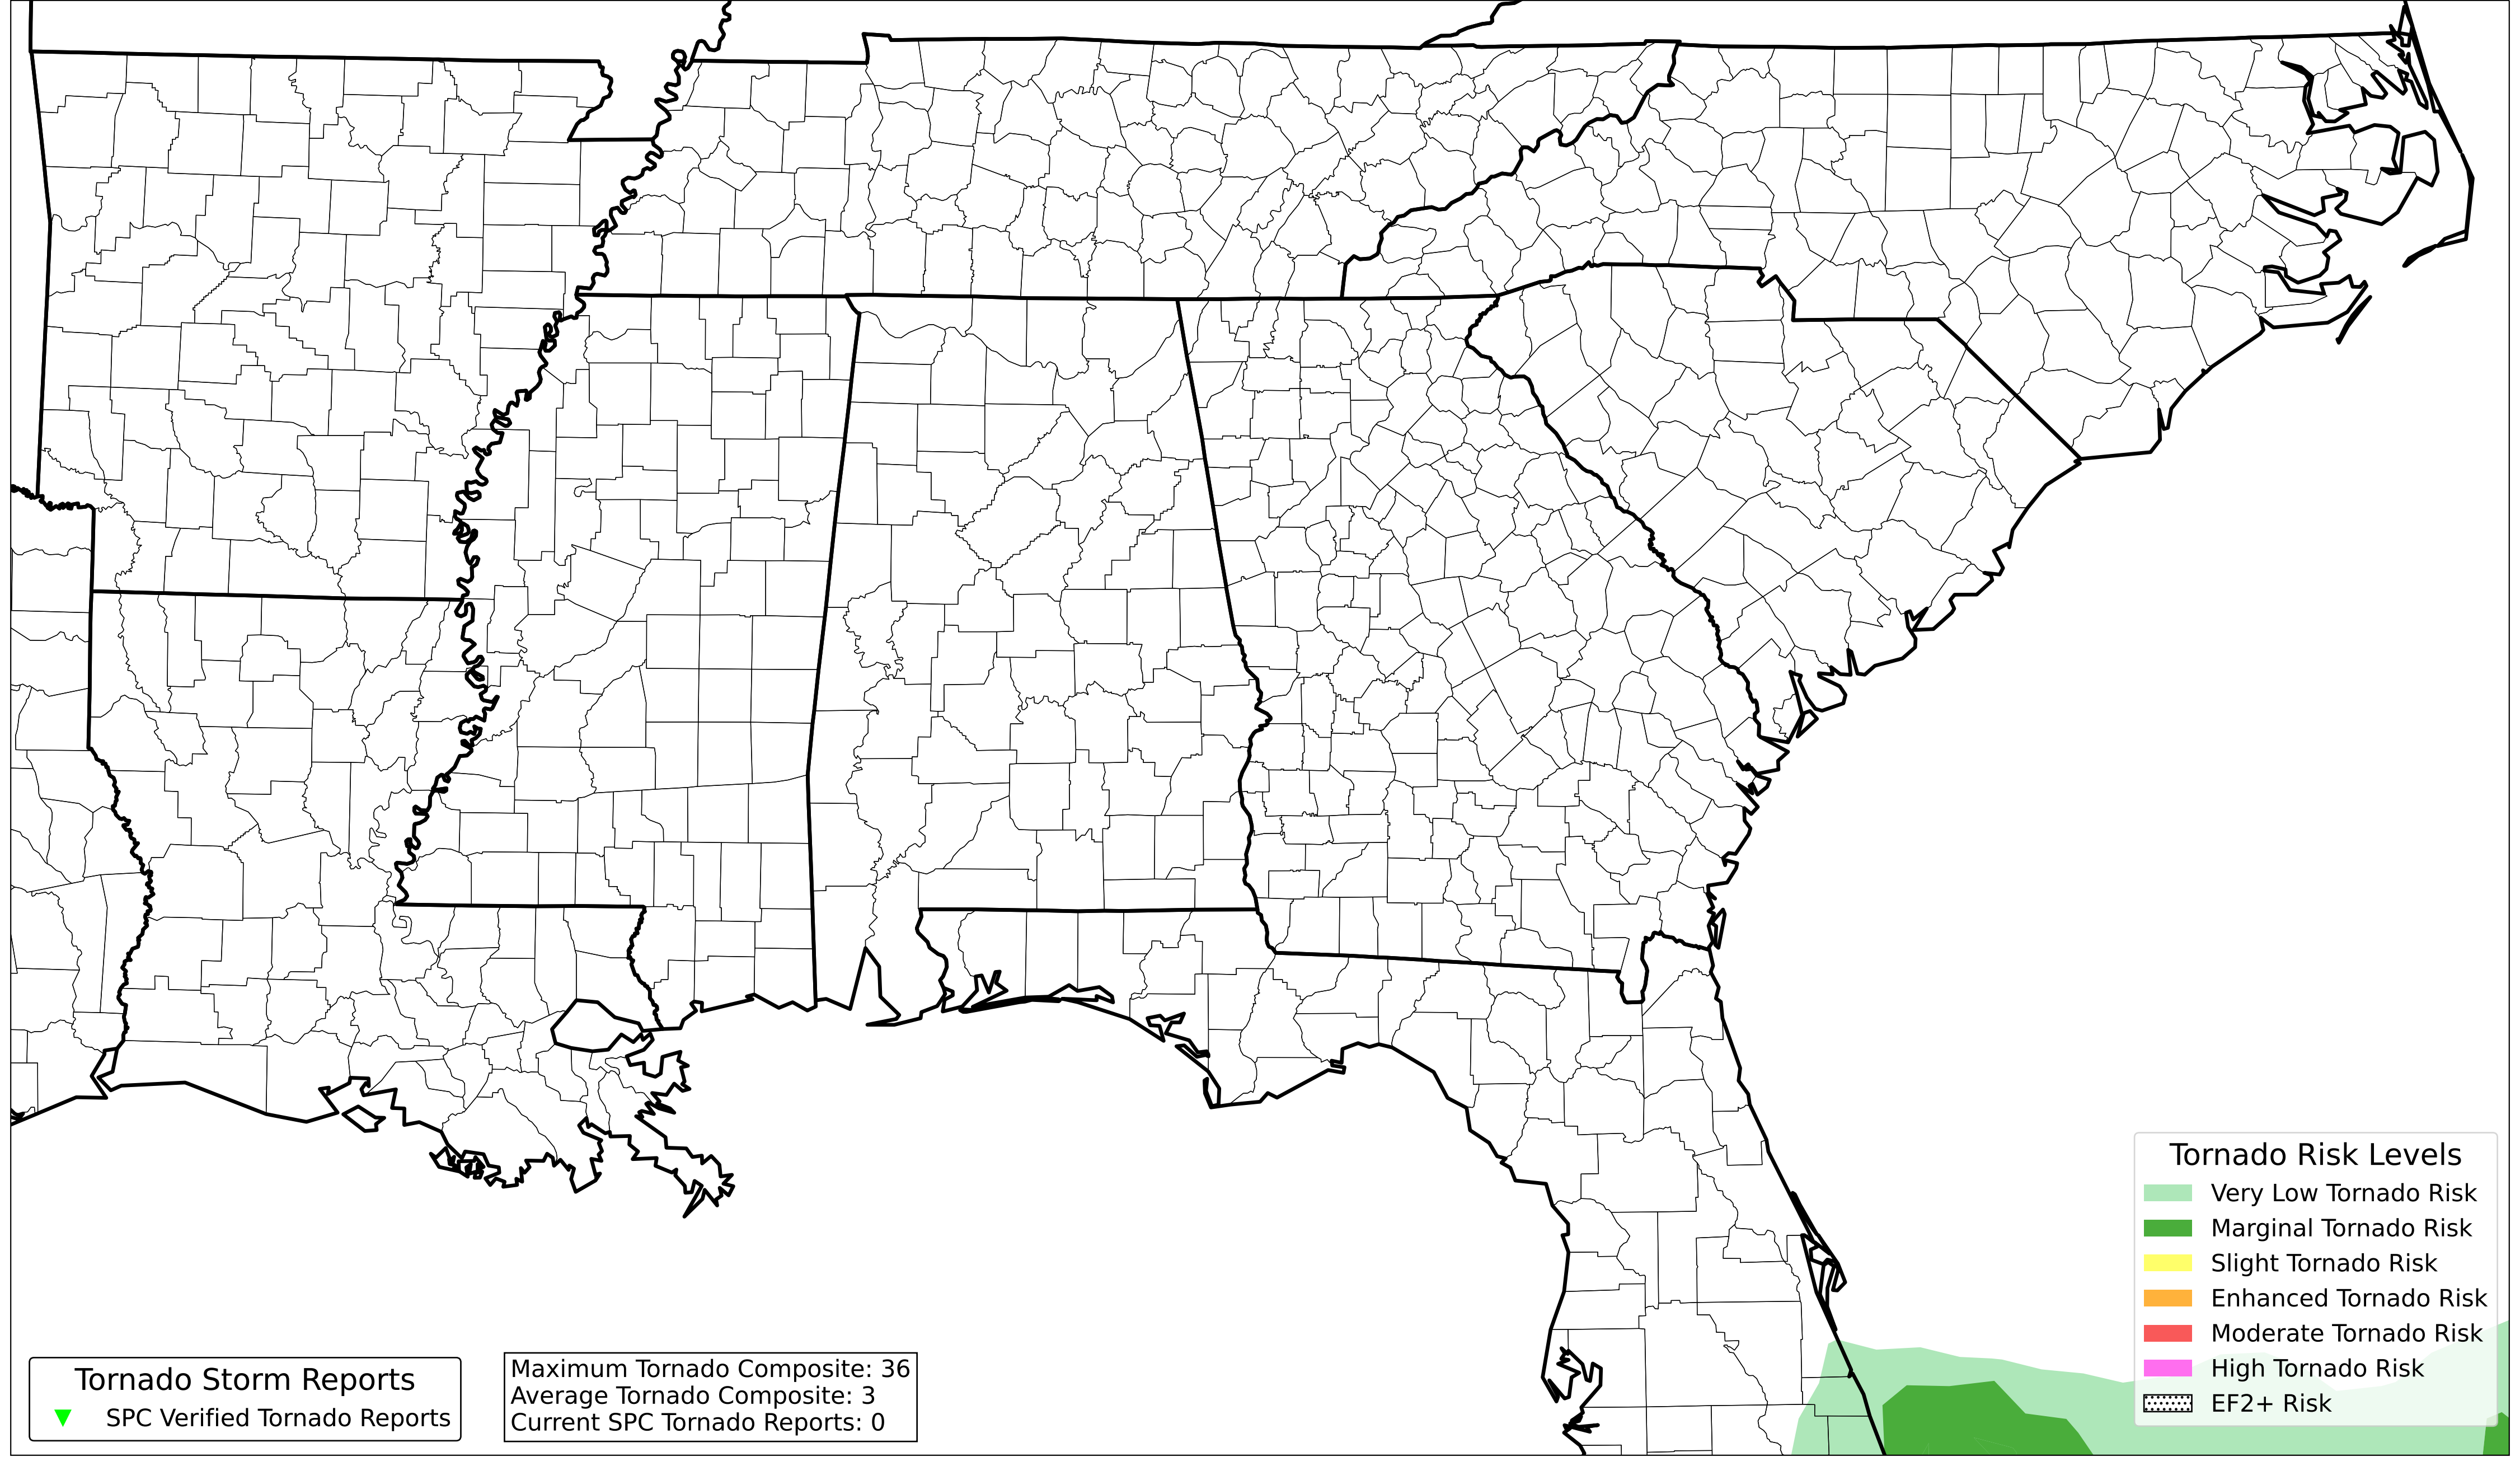 Tornado Risk Levels
Very Low Tornado Risk
Marginal Tornado Risk
Slight Tornado Risk
Enhanced Tornado Risk
Moderate Tornado Risk
High Tornado Risk
EF2+ Risk
Tornado Storm Reports
SPC Verified Tornado Reports
Maximum Tornado Composite: 36
Average Tornado Composite: 3
Current SPC Tornado Reports: 0